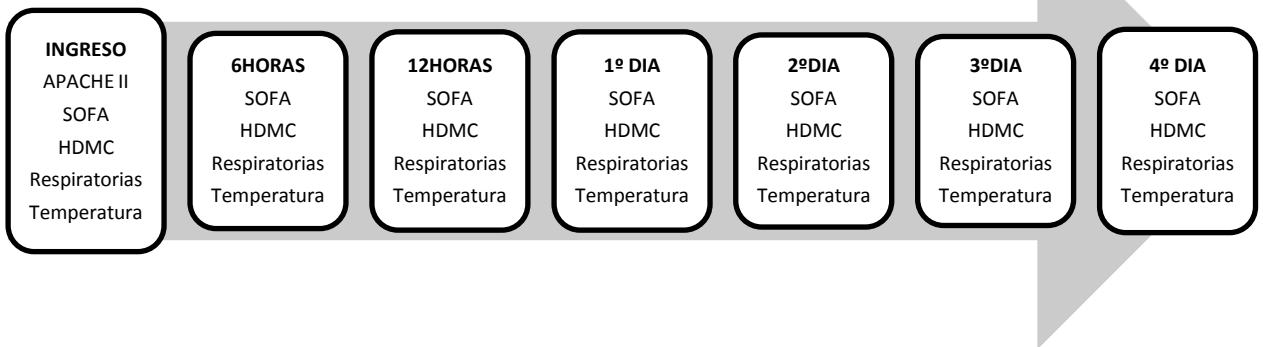 INGRESO
APACHE II
SOFA
HDMC
Respiratorias
Temperatura
6HORAS
SOFA
HDMC
Respiratorias
Temperatura
12HORAS
SOFA
HDMC
Respiratorias
Temperatura
1º DIA
SOFA
HDMC
Respiratorias
Temperatura
2ºDIA
SOFA
HDMC
Respiratorias
Temperatura
3ºDIA
SOFA
HDMC
Respiratorias
Temperatura
4º DIA
SOFA
HDMC
Respiratorias
Temperatura